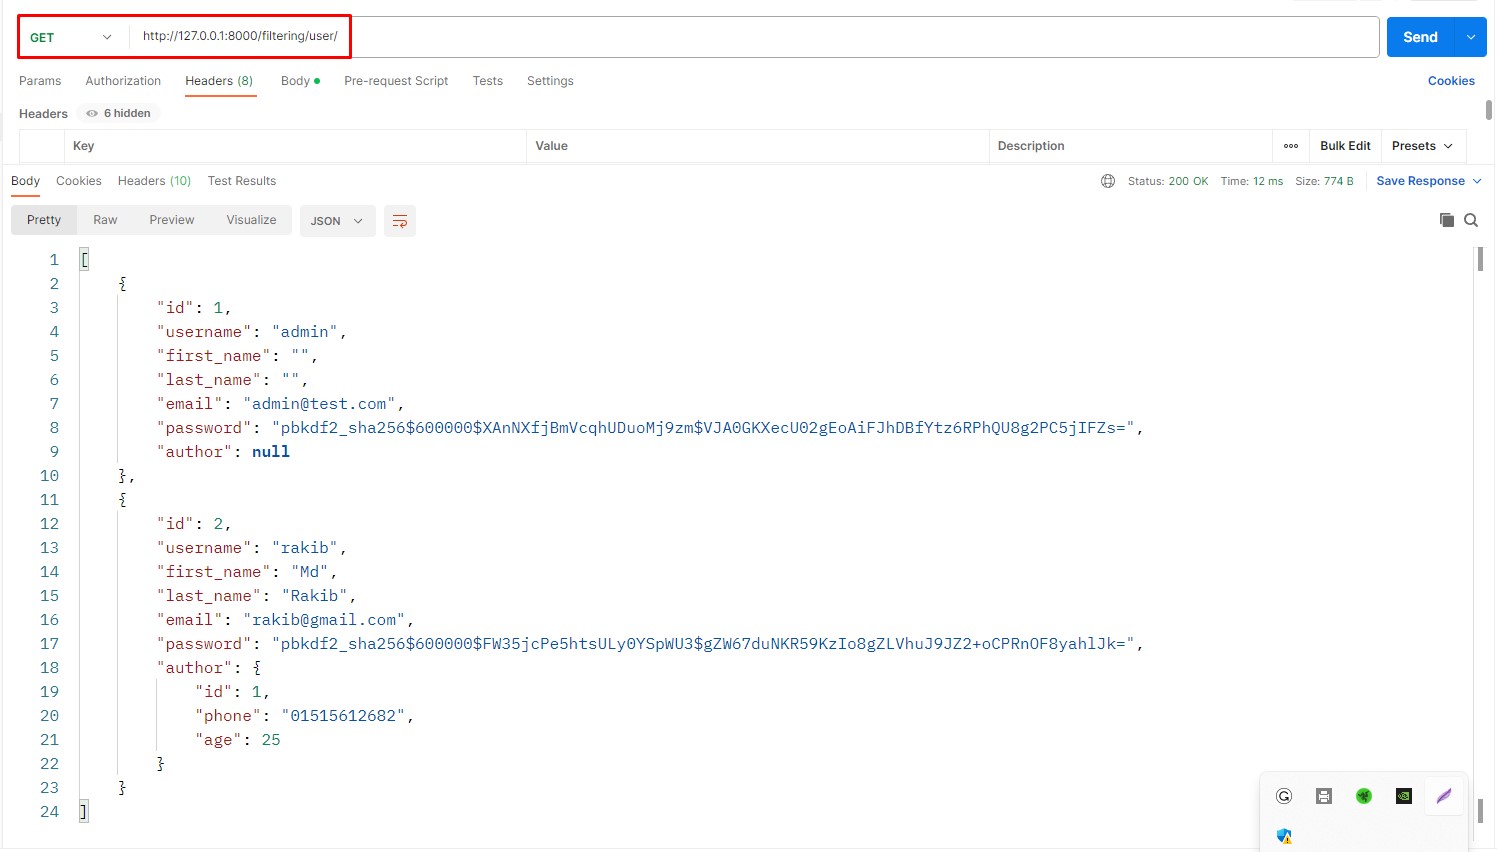 GET http://127.0.0.1:8000/filtering/user/ Send
Params Authorization Headers (8) Body Pre-request Script Tests Settings Cookies
Headers 6 hidden
Key Value Description Bulk Edit Presets
Body Cookies Headers (10) Test Results Status: 200 OK Time: 12 ms Size: 774 B Save Response
Pretty Raw Preview Visualize JSON
1 [
2 {
3 "id": 1,
4 "username": "admin",
5 "first_name": "",
6 "last_name": "",
7 "email": "admin@test.com",
8 "password": "pbkdf2_sha256$600000$XAnNXfjBmVcqhUDuoMj9zm$VJA0GKXecU02gEoAiFJhDBfYtz6RPhQU8g2PC5jIFZs=",
9 "author": null
10 },
11 {
12 "id": 2,
13 "username": "rakib",
14 "first_name": "Md",
15 "last_name": "Rakib",
16 "email": "rakib@gmail.com",
17 "password": "pbkdf2_sha256$600000$FW35jcPe5htsULy0YSpWU3$gZW67duNKR59KzIo8gZLVhuJ9JZ2+oCPRnOF8yahlJk=",
18 "author": {
19 "id": 1,
20 "phone": "01515612682",
21 "age": 25
22 }
23 }
24 ]